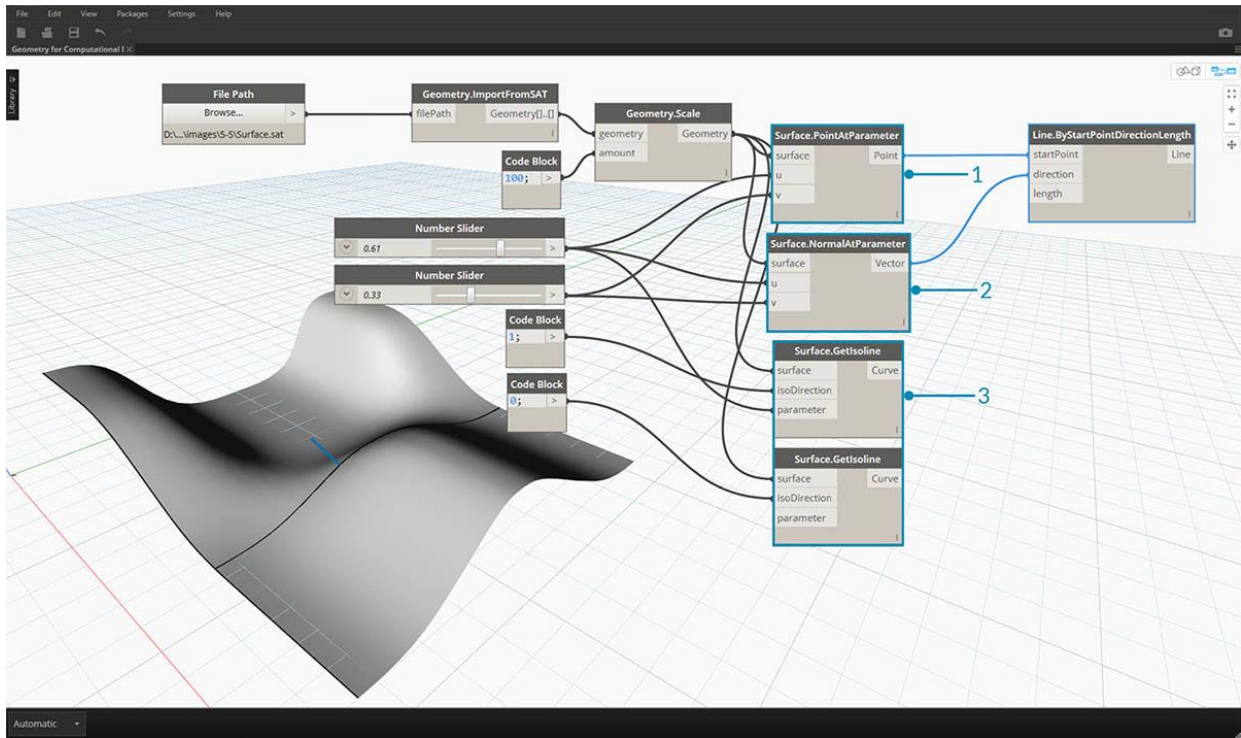 File Edit View Packages Settings Help
Geometry for Computational
Library
File Path
Browse... >
D:\...\images\5-5\Surface.sat
Geometry.ImportFromSAT
filePath Geometry[]..[]
Code Block
100; >
Geometry.Scale
geometry Geometry
amount
Surface.PointAtParameter
surface Point
u
v
1
Line.ByStartPointDirectionLength
startPoint Line
direction
length
Number Slider
0.61 >
Number Slider
0.33 >
Surface.NormalAtParameter
surface Vector
u
v
2
Code Block
1; >
Code Block
0; >
Surface.GetIsoline
surface Curve
isoDirection
parameter
3
Surface.GetIsoline
surface Curve
isoDirection
parameter
Automatic